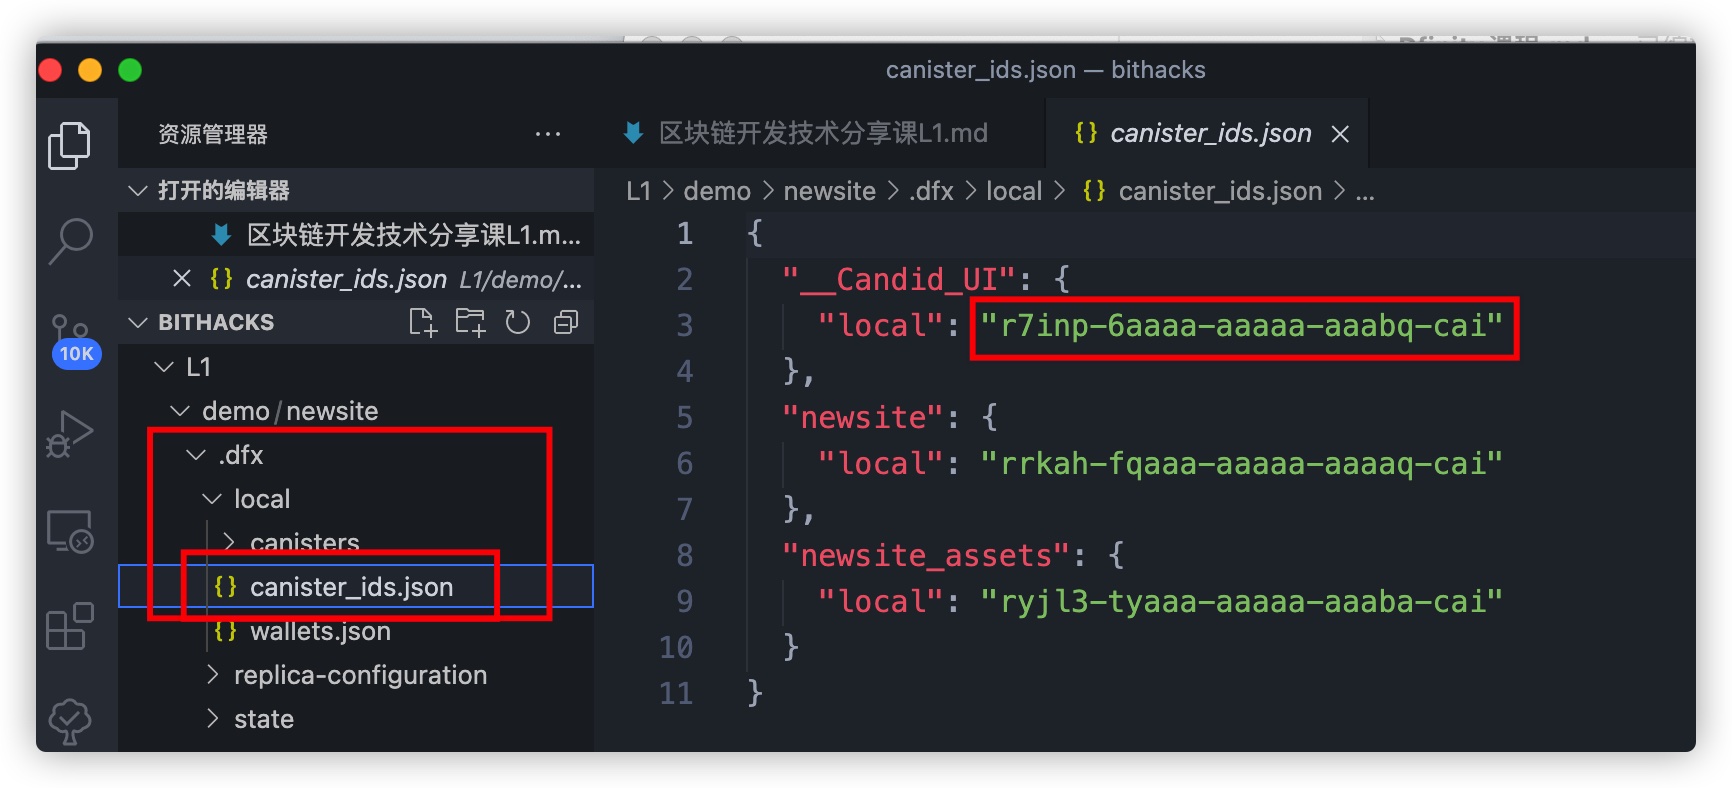 canister_ids.json — bithacks
资源管理器
打开的编辑器
区块链开发技术分享课L1.m...
canister_ids.json L1/demo/...
BITHACKS
10K
L1
demo / newsite
.dfx
local
canisters
canister_ids.json
wallets.json
replica-configuration
state
区块链开发技术分享课L1.md
canister_ids.json
L1 > demo > newsite > .dfx > local > {} canister_ids.json > ...
1 {
2 "__Candid_UI": {
3 "local": "r7inp-6aaaa-aaaaa-aaabq-cai"
4 },
5 "newsite": {
6 "local": "rrkah-fqaaa-aaaaa-aaaaq-cai"
7 },
8 "newsite_assets": {
9 "local": "ryjl3-tyaaa-aaaaa-aaaba-cai"
10 }
11 }